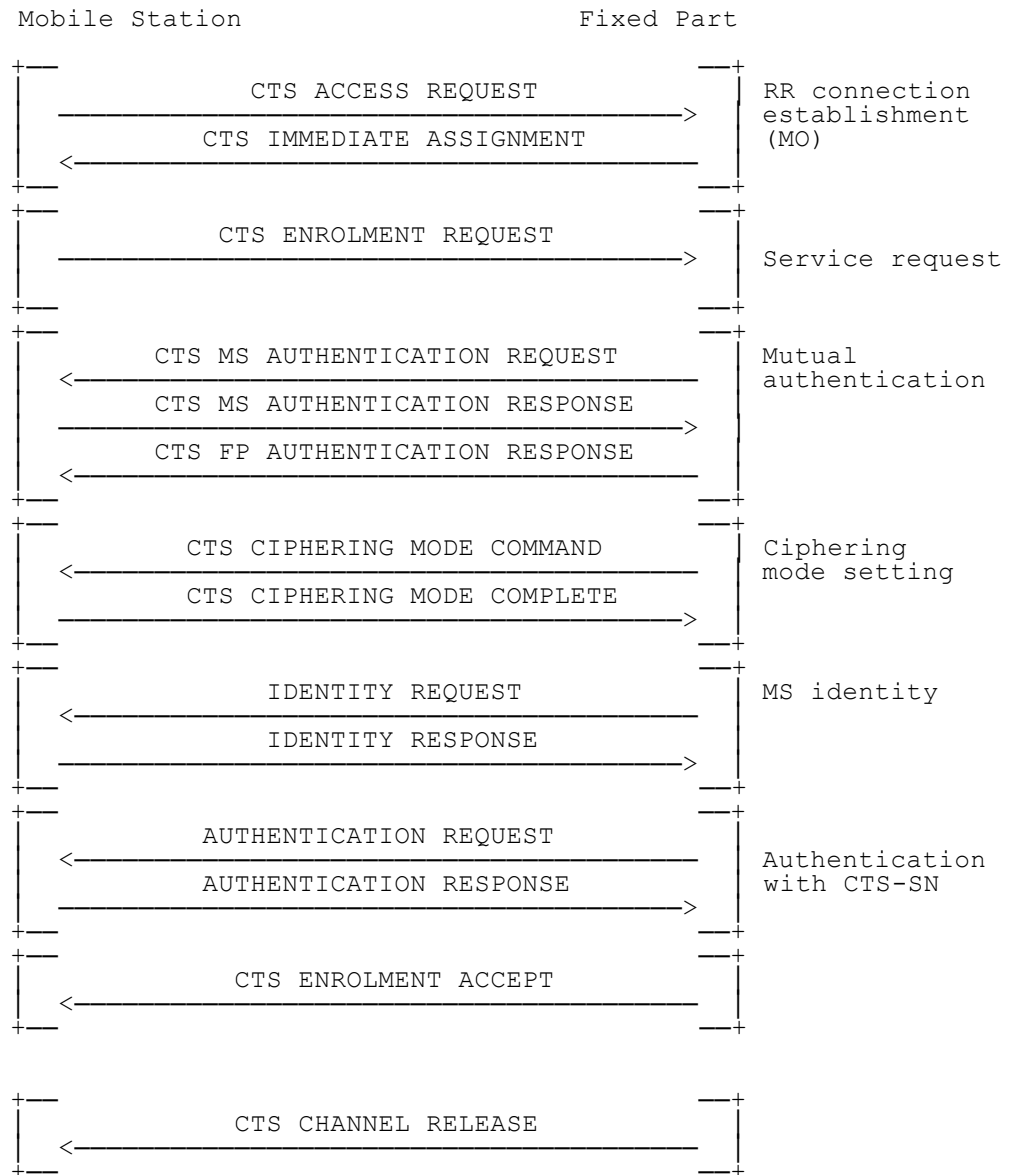 Mobile Station Fixed Part
CTS ACCESS REQUEST
RR connection
establishment
CTS IMMEDIATE ASSIGNMENT
(MO)
CTS ENROLMENT REQUEST
Service request
CTS MS AUTHENTICATION REQUEST
Mutual
authentication
CTS MS AUTHENTICATION RESPONSE
CTS FP AUTHENTICATION RESPONSE
CTS CIPHERING MODE COMMAND
Ciphering
mode setting
CTS CIPHERING MODE COMPLETE
IDENTITY REQUEST
MS identity
IDENTITY RESPONSE
AUTHENTICATION REQUEST
Authentication
AUTHENTICATION RESPONSE
with CTS-SN
CTS ENROLMENT ACCEPT
CTS CHANNEL RELEASE